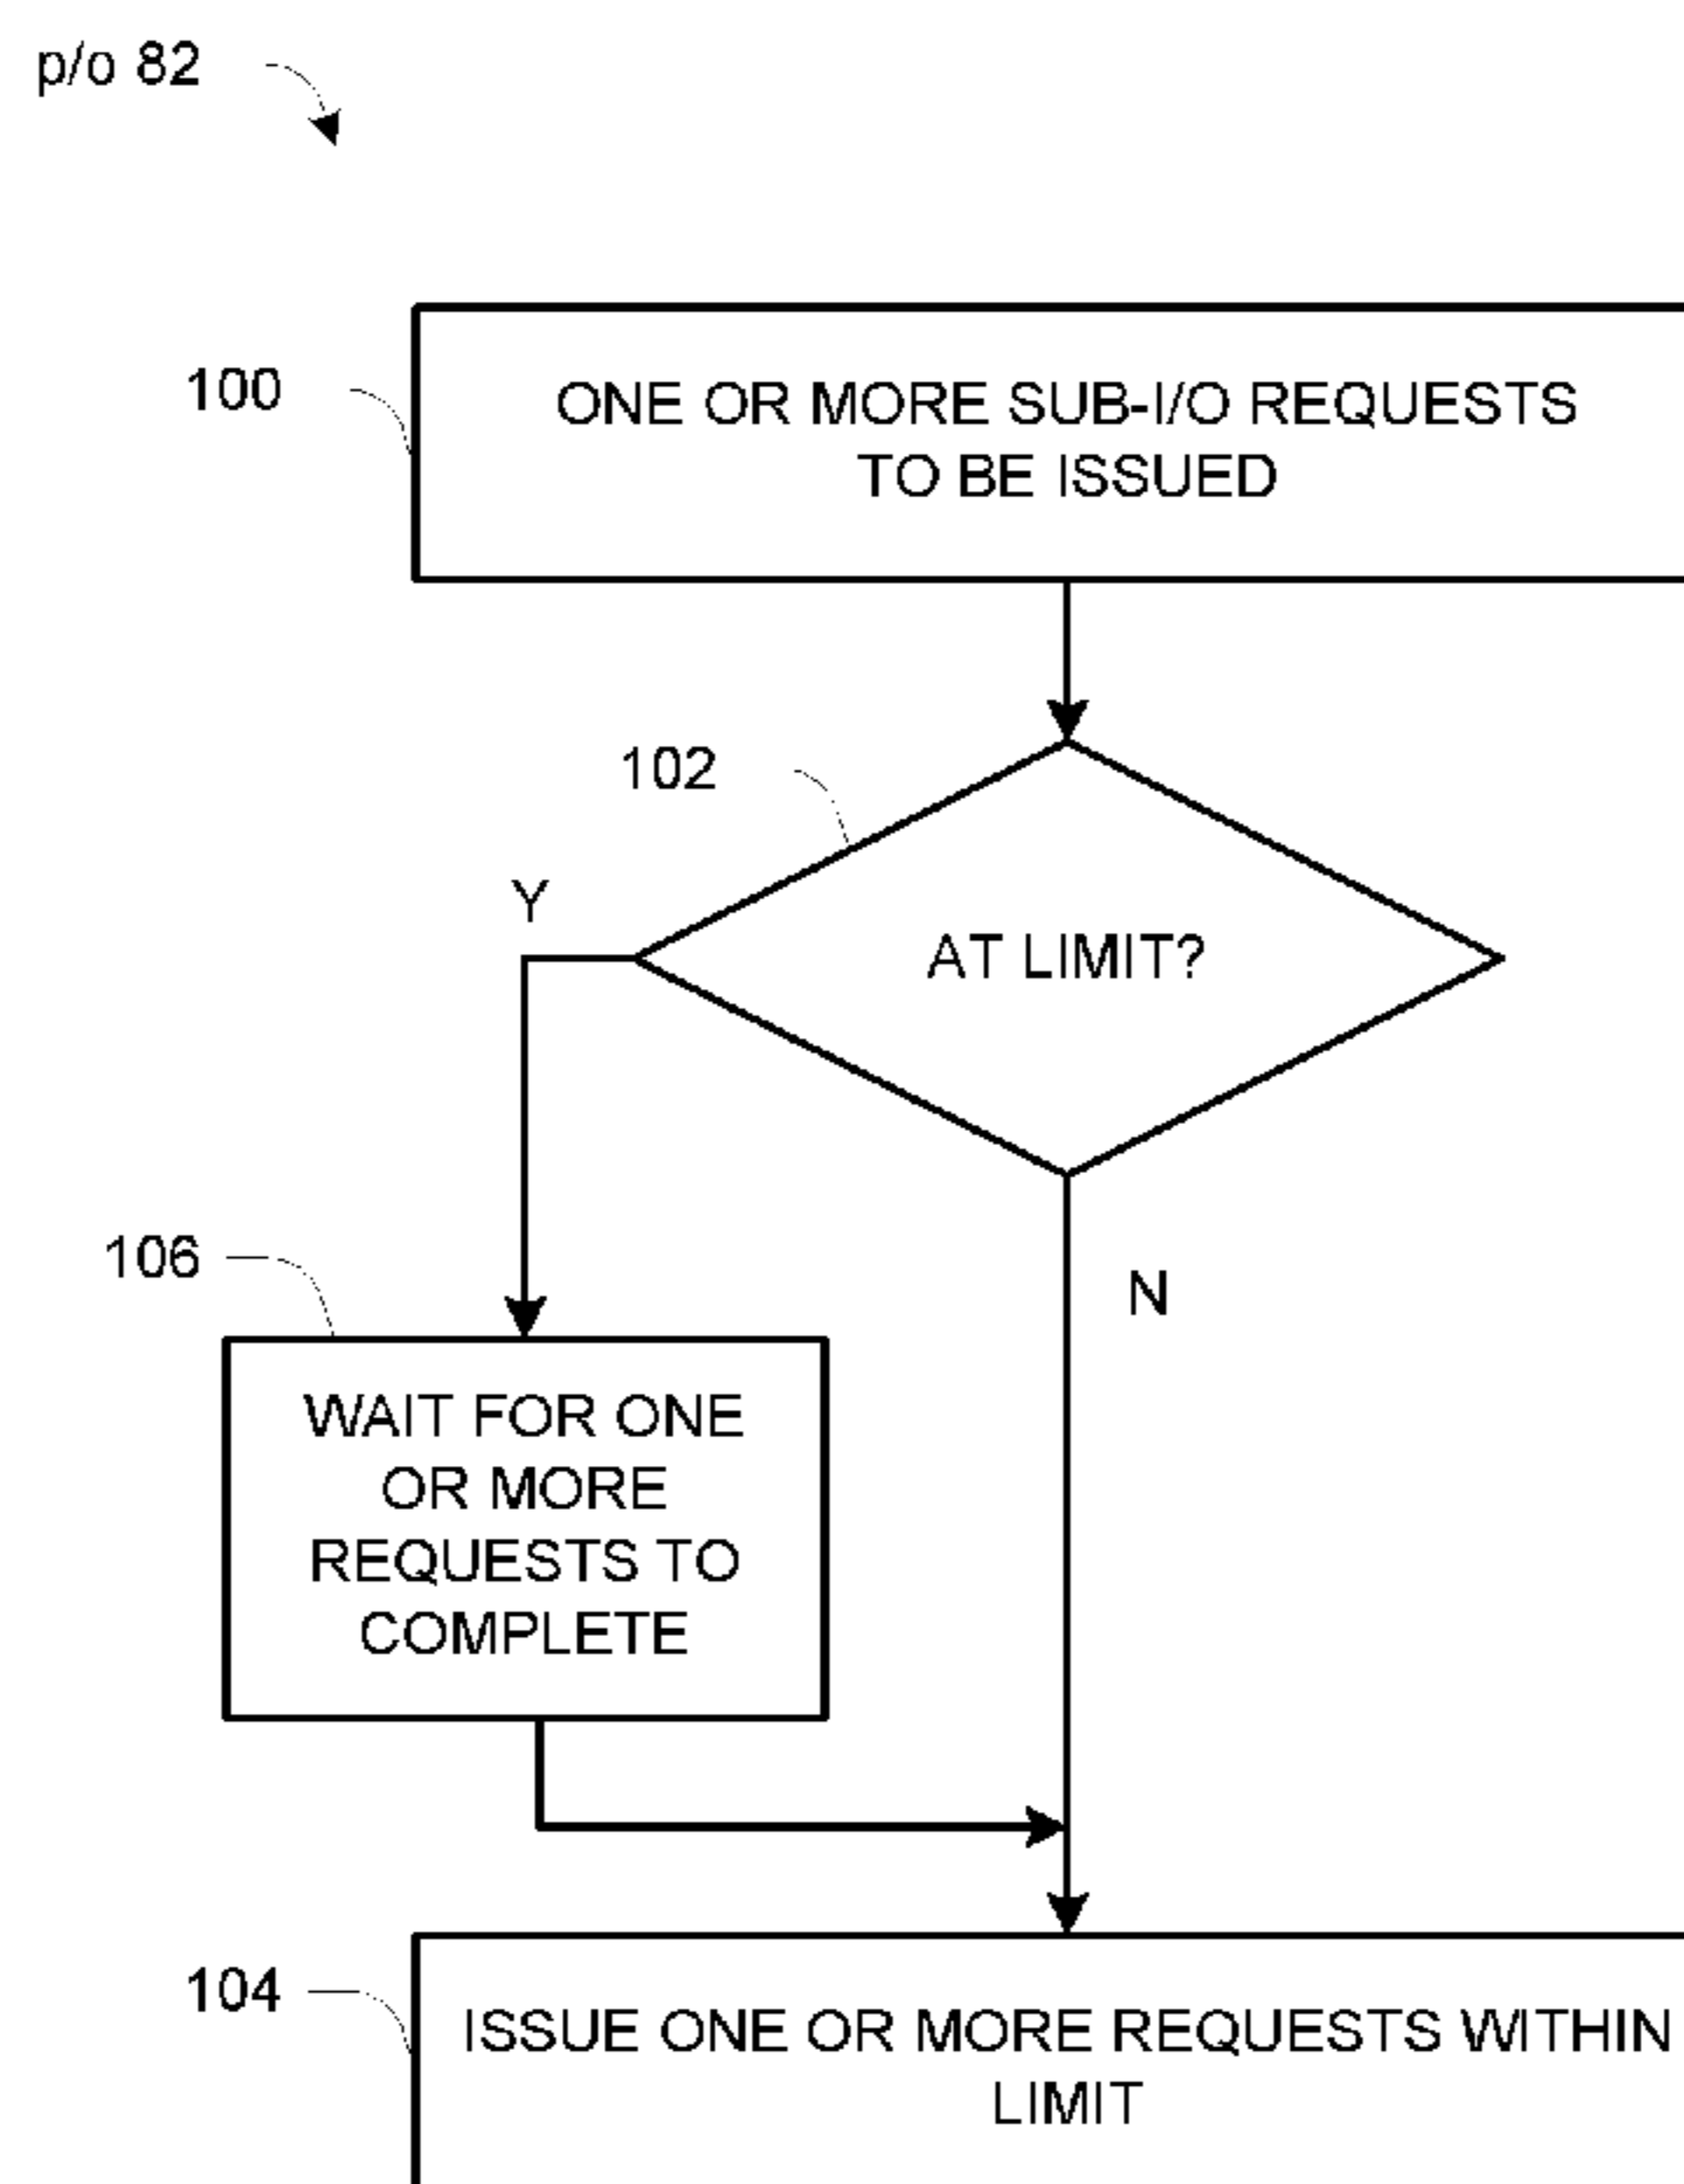 p/o 82
100
ONE OR MORE SUB-I/O REQUESTS
TO BE ISSUED
102
Y
AT LIMIT?
106
N
WAIT FOR ONE
OR MORE
REQUESTS TO
COMPLETE
104
ISSUE ONE OR MORE REQUESTS WITHIN
LIMIT